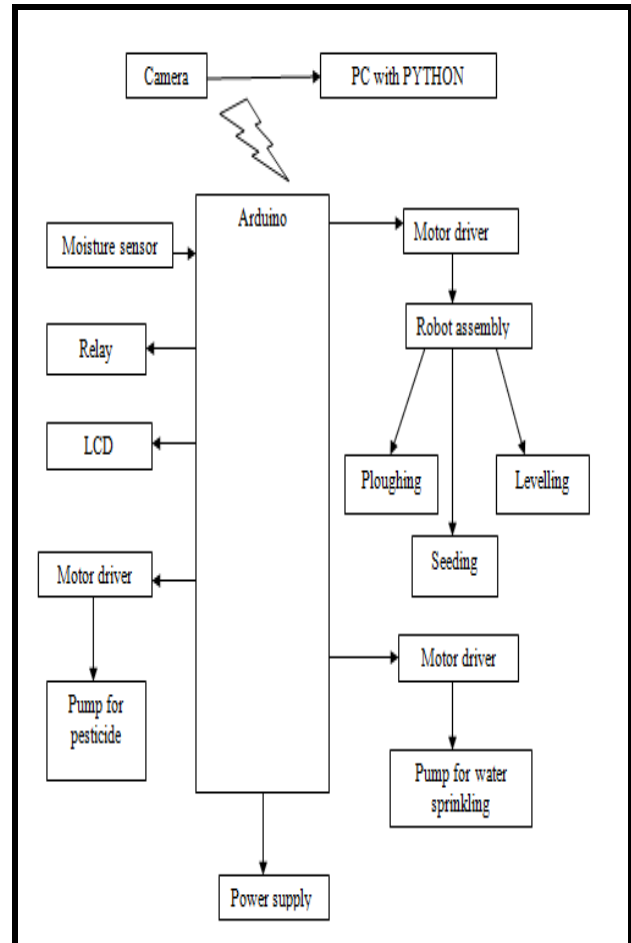 Camera
PC with PYTHON
Arduino
Moisture sensor
Motor driver
Relay
Robot assembly
LCD
Ploughing
Levelling
Seeding
Motor driver
Motor driver
Pump for
pesticide
Pump for water
sprinkling
Power supply